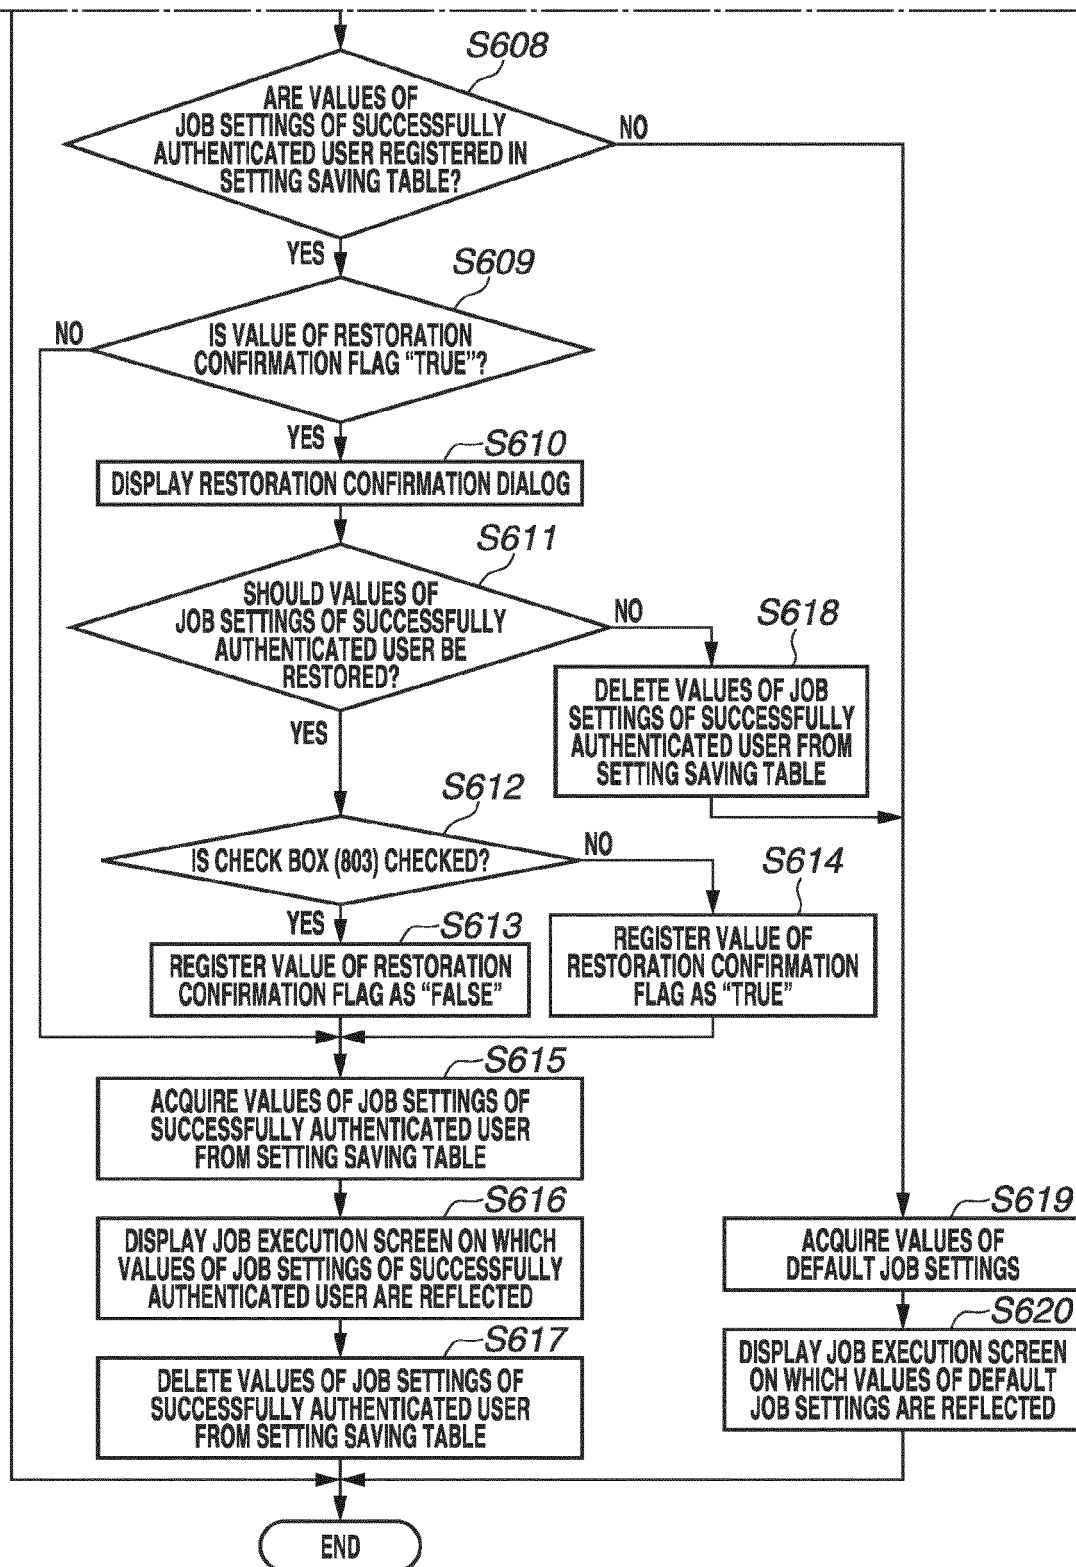 S608
ARE VALUES OF
JOB SETTINGS OF SUCCESSFULLY
AUTHENTICATED USER REGISTERED IN
SETTING SAVING TABLE?
NO
YES
S609
IS VALUE OF RESTORATION
CONFIRMATION FLAG “TRUE”?
NO
YES
S610
DISPLAY RESTORATION CONFIRMATION DIALOG
S611
SHOULD VALUES OF
JOB SETTINGS OF SUCCESSFULLY
AUTHENTICATED USER BE
RESTORED?
NO
YES
S618
DELETE VALUES OF JOB
SETTINGS OF SUCCESSFULLY
AUTHENTICATED USER FROM
SETTING SAVING TABLE
S612
IS CHECK BOX (803) CHECKED?
NO
YES
S613
REGISTER VALUE OF RESTORATION
CONFIRMATION FLAG AS “FALSE”
S614
REGISTER VALUE OF
RESTORATION CONFIRMATION
FLAG AS “TRUE”
S615
ACQUIRE VALUES OF JOB SETTINGS OF
SUCCESSFULLY AUTHENTICATED USER
FROM SETTING SAVING TABLE
S616
DISPLAY JOB EXECUTION SCREEN ON WHICH
VALUES OF JOB SETTINGS OF SUCCESSFULLY
AUTHENTICATED USER ARE REFLECTED
S617
DELETE VALUES OF JOB SETTINGS OF
SUCCESSFULLY AUTHENTICATED USER
FROM SETTING SAVING TABLE
S619
ACQUIRE VALUES OF
DEFAULT JOB SETTINGS
S620
DISPLAY JOB EXECUTION SCREEN
ON WHICH VALUES OF DEFAULT
JOB SETTINGS ARE REFLECTED
END